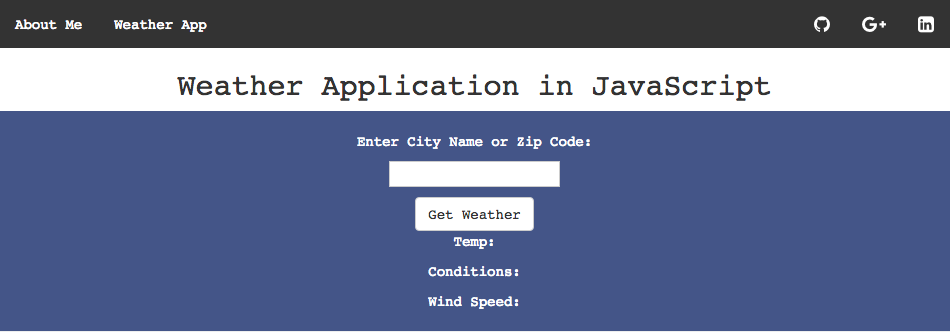 About Me Weather App
Weather Application in JavaScript
Enter City Name or Zip Code:
Get Weather
Temp:
Conditions:
Wind Speed: